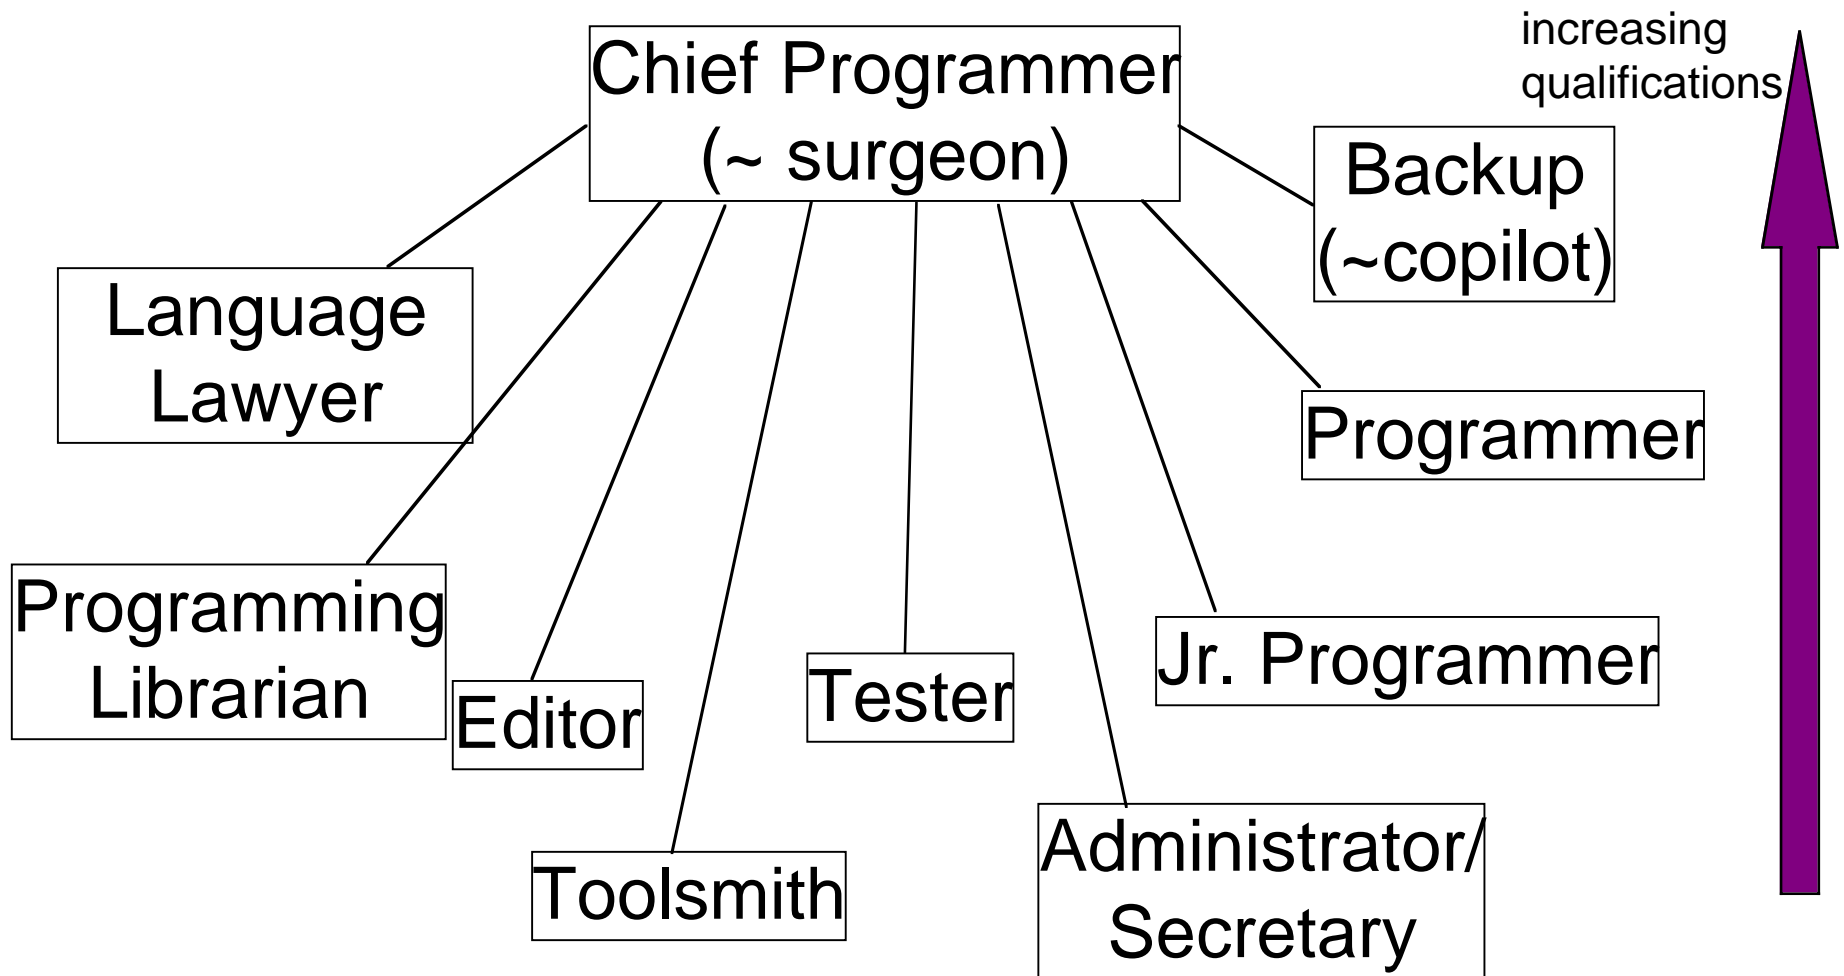 increasing
qualifications
Chief Programmer
(~ surgeon)
Backup
(~copilot)
Language
Lawyer
Programmer
Programming
Librarian
Editor
Tester
Jr. Programmer
Toolsmith
Administrator/
Secretary